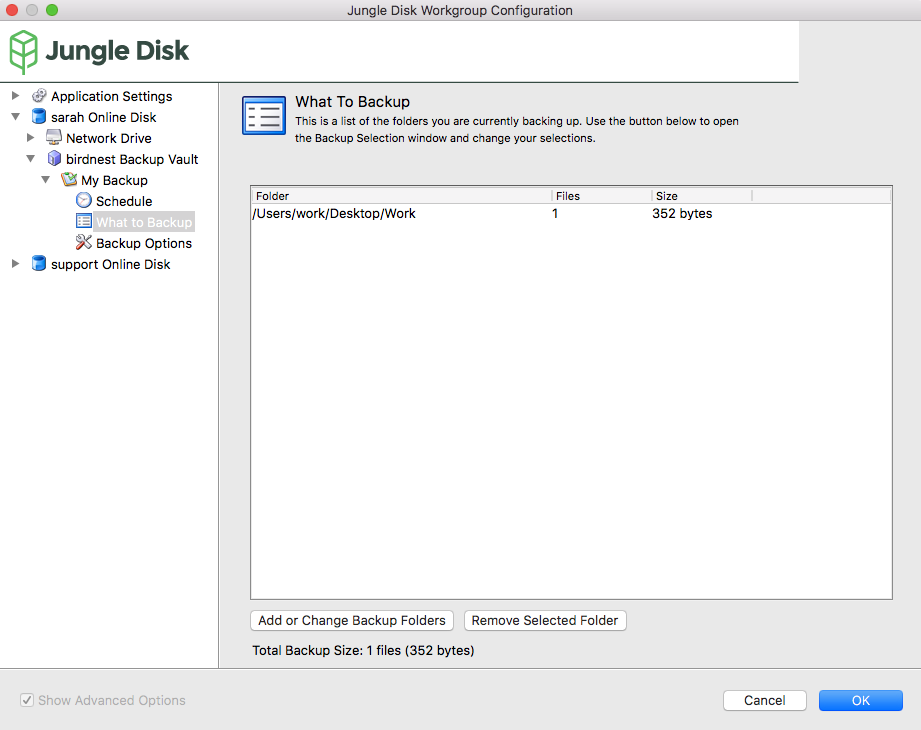 Jungle Disk Workgroup Configuration
Jungle Disk
Application Settings
sarah Online Disk
Network Drive
birdnest Backup Vault
My Backup
Schedule
What to Backup
Backup Options
support Online Disk
What To Backup
This is a list of the folders you are currently backing up. Use the button below to open
the Backup Selection window and change your selections.
Folder Files Size
/Users/work/Desktop/Work 1 352 bytes
Add or Change Backup Folders Remove Selected Folder
Total Backup Size: 1 files (352 bytes)
Show Advanced Options Cancel OK